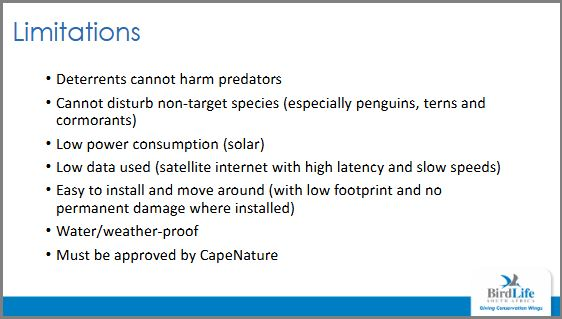 Limitations
• Deterrents cannot harm predators
• Cannot disturb non-target species (especially penguins, terns and
cormorants)
• Low power consumption (solar)
• Low data used (satellite internet with high latency and slow speeds)
• Easy to install and move around (with low footprint and no
permanent damage where installed)
• Water/weather-proof
• Must be approved by CapeNature
BirdLife
SOUTH AFRICA
Giving Conservation Wings